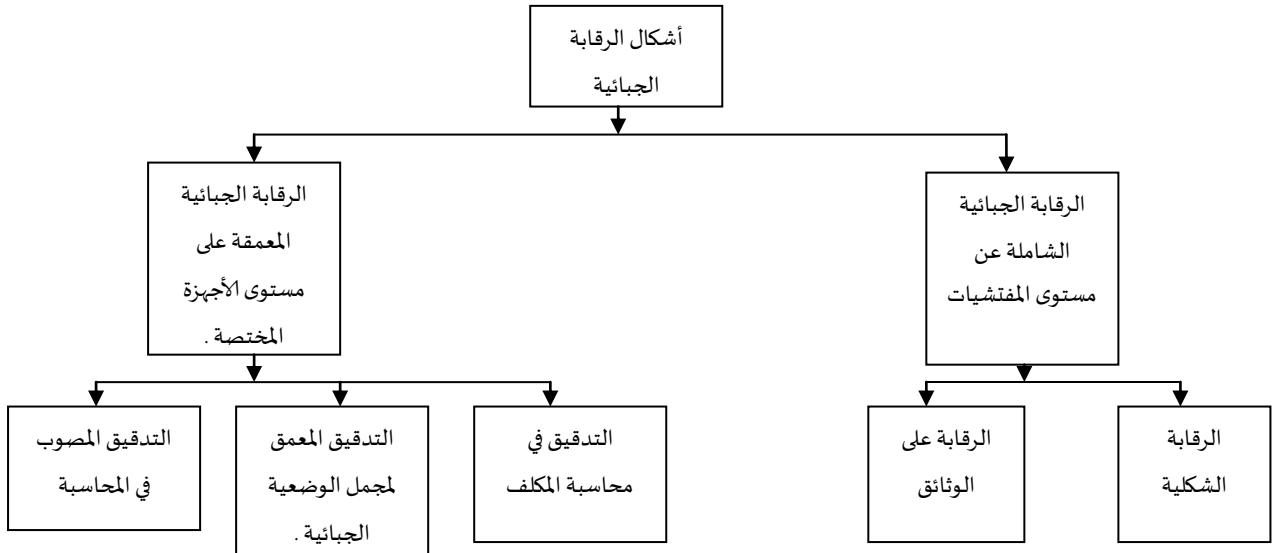 أشكال الرقابة
الجبائية
الرقابة الجبائية
الشاملة عن
مستوى المفتشيات
الرقابة الجبائية
المعمقة على
مستوى الأجهزة
المختصة .
الرقابة
الشكلية
الرقابة على
الوثائق
التدقيق في
محاسبة المكلف
التدقيق المعمق
لمجمل الوضعية
الجبائية .
التدقيق المصوب
في المحاسبة